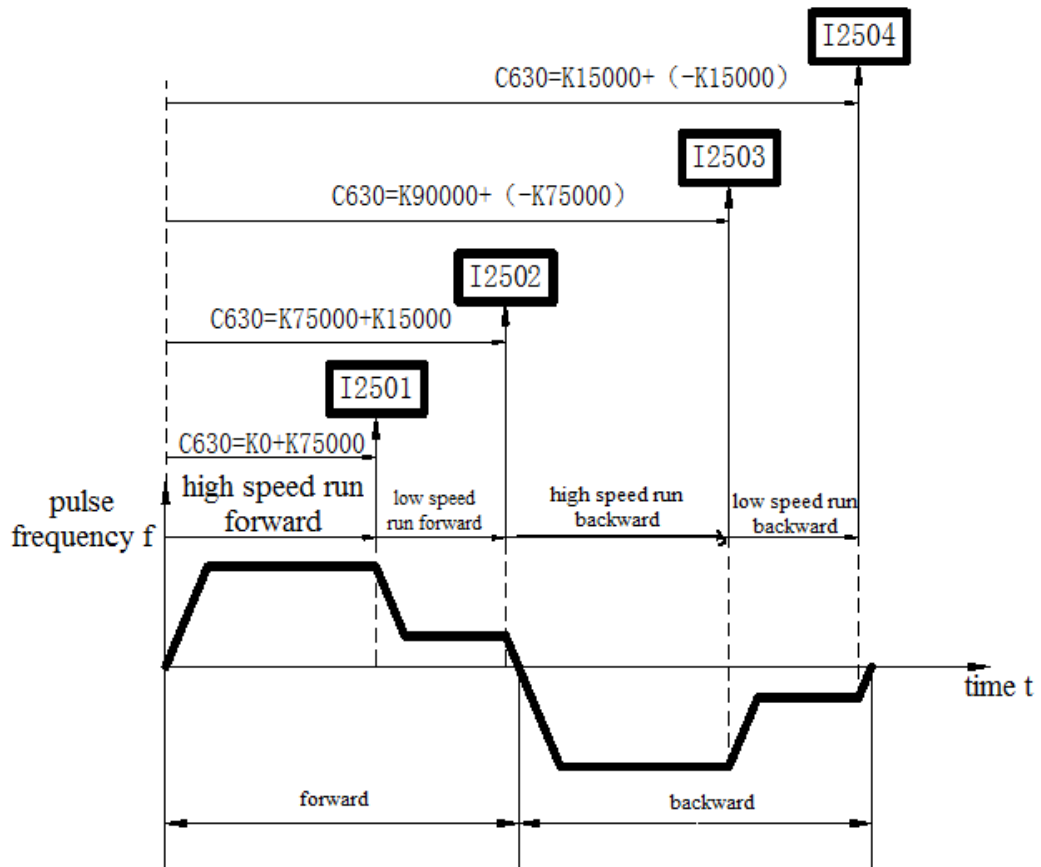 I2504
C630=K15000+（-K15000）
I2503
C630=K90000+（-K75000）
I2502
C630=K75000+K15000
I2501
C630=K0+K75000
pulse
frequency f
high speed run
forward
low speed
run forward
high speed run
backward
low speed run
backward
time t
forward
backward